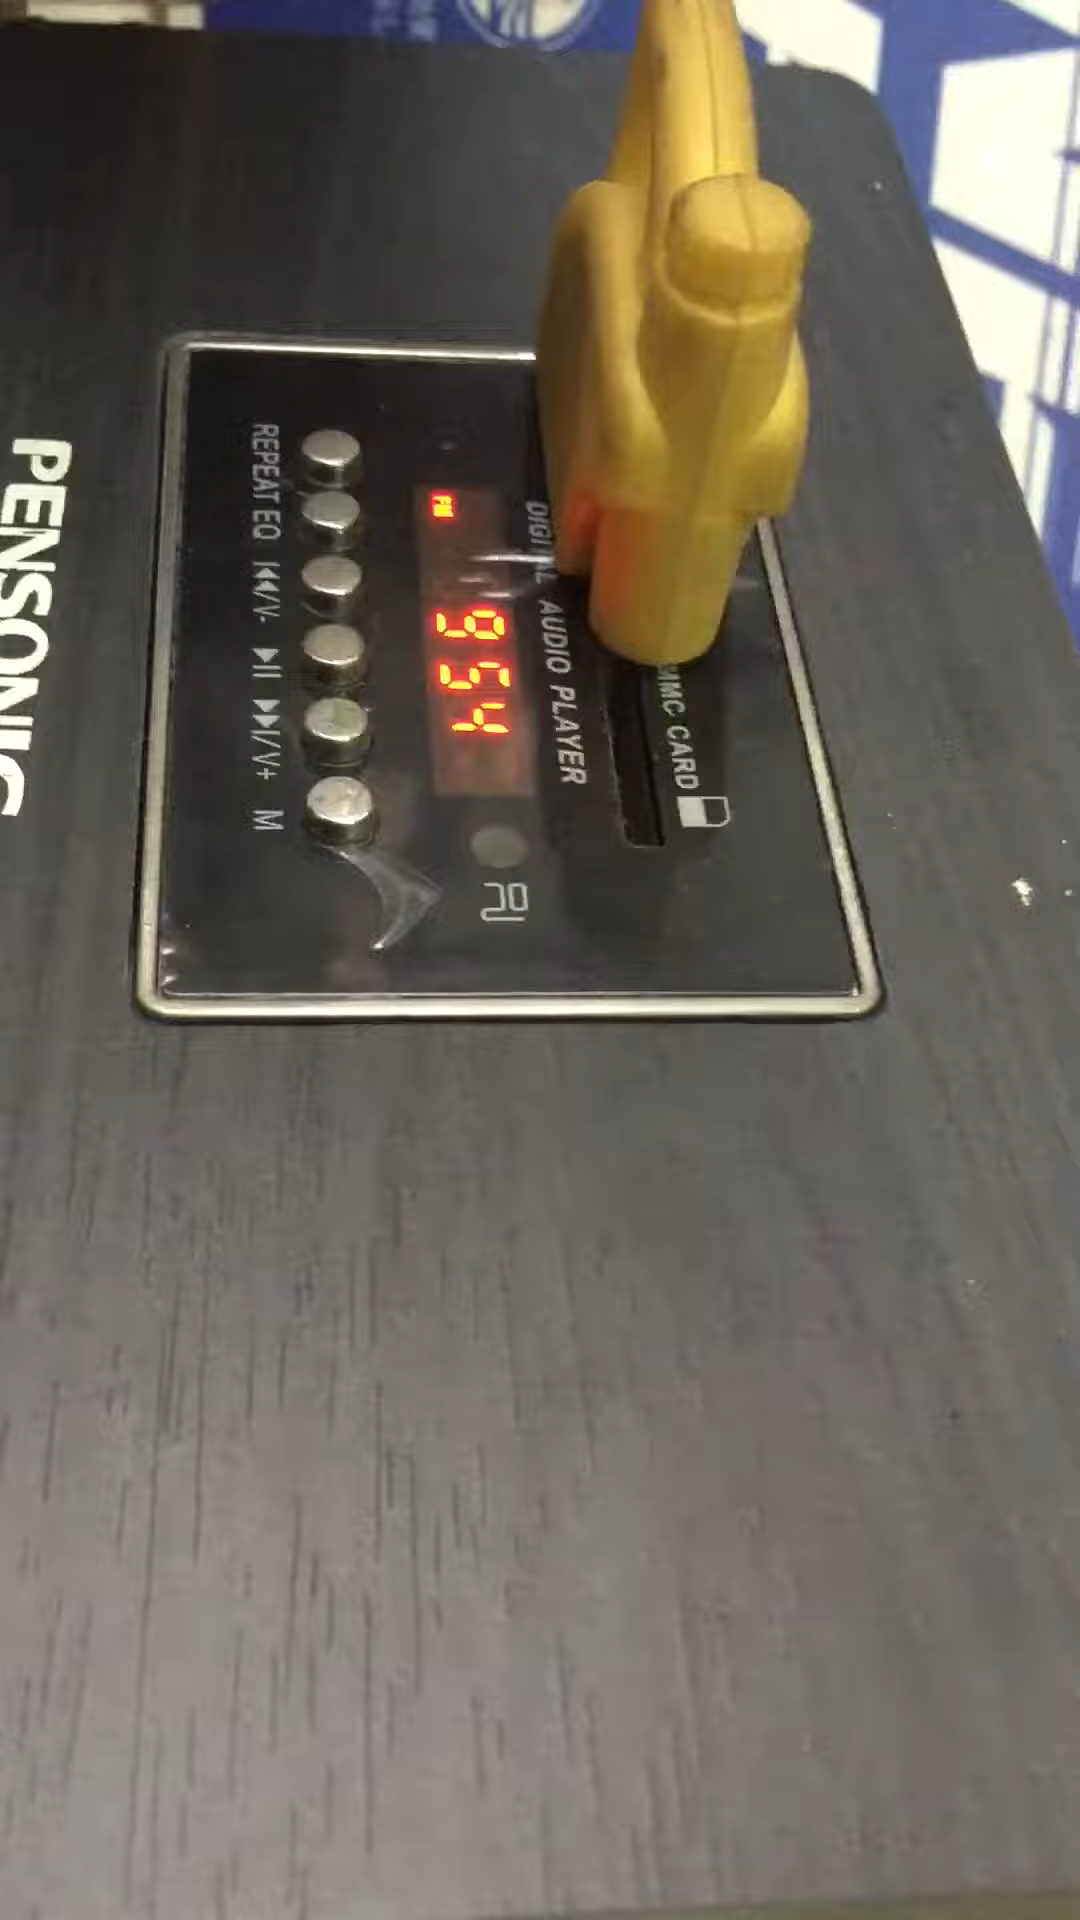 MMC CARD
DIGITAL AUDIO PLAYER
FM 954
REPEAT EQ ⏮/V- ⏯ ⏭/V+ M
PENSONIC